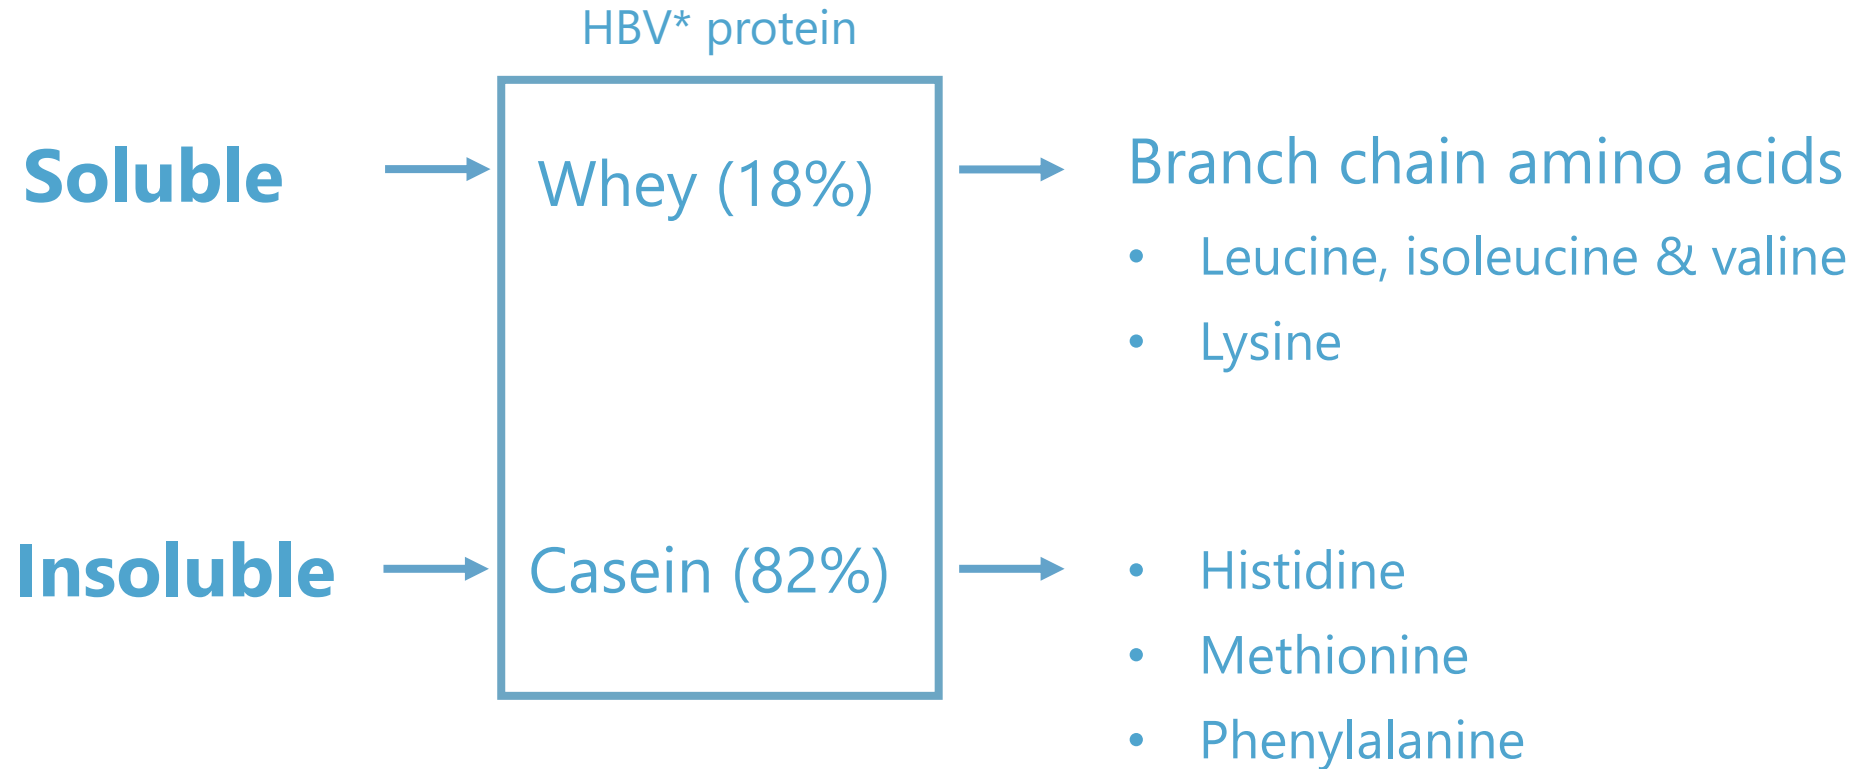 HBV* protein
Soluble
Whey (18%)
Branch chain amino acids
• Leucine, isoleucine & valine
• Lysine
Insoluble
Casein (82%)
• Histidine
• Methionine
• Phenylalanine